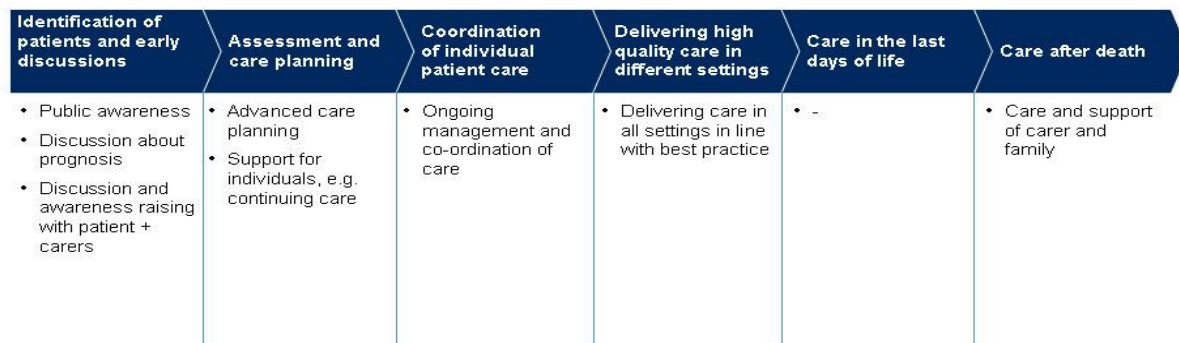 Identification of
patients and early
discussions
Assessment and
care planning
Coordination
of individual
patient care
Delivering high
quality care in
different settings
Care in the last
days of life
Care after death
• Public awareness
• Discussion about
prognosis
• Discussion and
awareness raising
with patient +
carers
• Advanced care
planning
• Support for
individuals, e.g.
continuing care
• Ongoing
management and
co-ordination of
care
• Delivering care in
all settings in line
with best practice
• -
• Care and support
of carer and
family